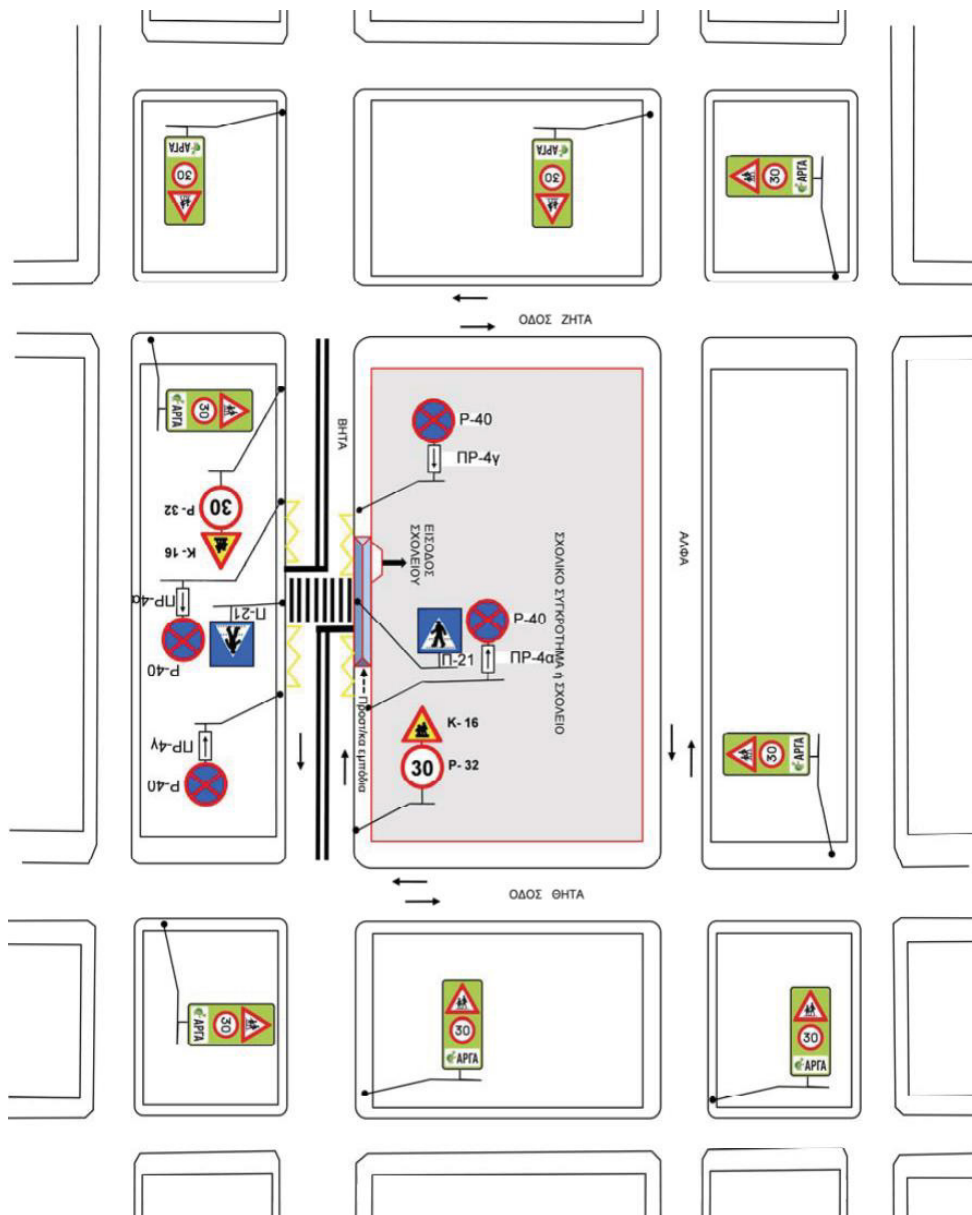 ΑΡΓΑ
30
ΑΡΓΑ
30
30
ΑΡΓΑ
ΟΔΟΣ ΖΗΤΑ
ΑΡΓΑ
30
Ρ-40
ΠΡ-4γ
ΒΗΤΑ
Ρ-32
30
Κ-16
ΕΙΣΟΔΟΣ
ΣΧΟΛΕΙΟΥ
ΣΧΟΛΙΚΟ ΣΥΓΚΡΟΤΗΜΑ ή ΣΧΟΛΕΙΟ
ΑΛΦΑ
ΠΡ-4α
Π-21
Ρ-40
Ρ-40
Π-21
ΠΡ-4α
Προστ/κα εμπόδια
Κ- 16
30
Ρ- 32
ΠΡ-4γ
Ρ-40
30
ΑΡΓΑ
ΟΔΟΣ ΘΗΤΑ
ΑΡΓΑ
30
30
ΑΡΓΑ
30
ΑΡΓΑ